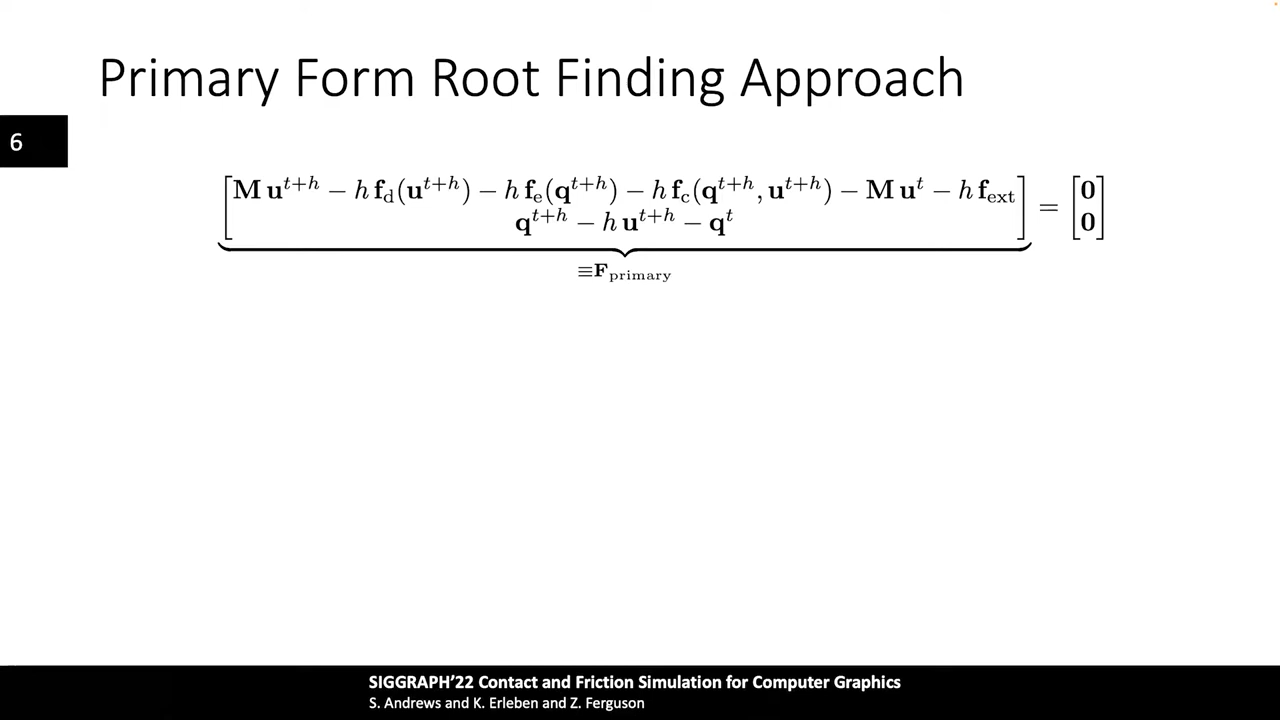 Primary Form Root Finding Approach
6
[M u^{t+h} − h f_d(u^{t+h}) − h f_e(q^{t+h}) − h f_c(q^{t+h}, u^{t+h}) − M u^t − h f_ext] = [0]
[q^{t+h} − h u^{t+h} − q^t] = [0]
≡F_primary
SIGGRAPH’22 Contact and Friction Simulation for Computer Graphics
S. Andrews and K. Erleben and Z. Ferguson